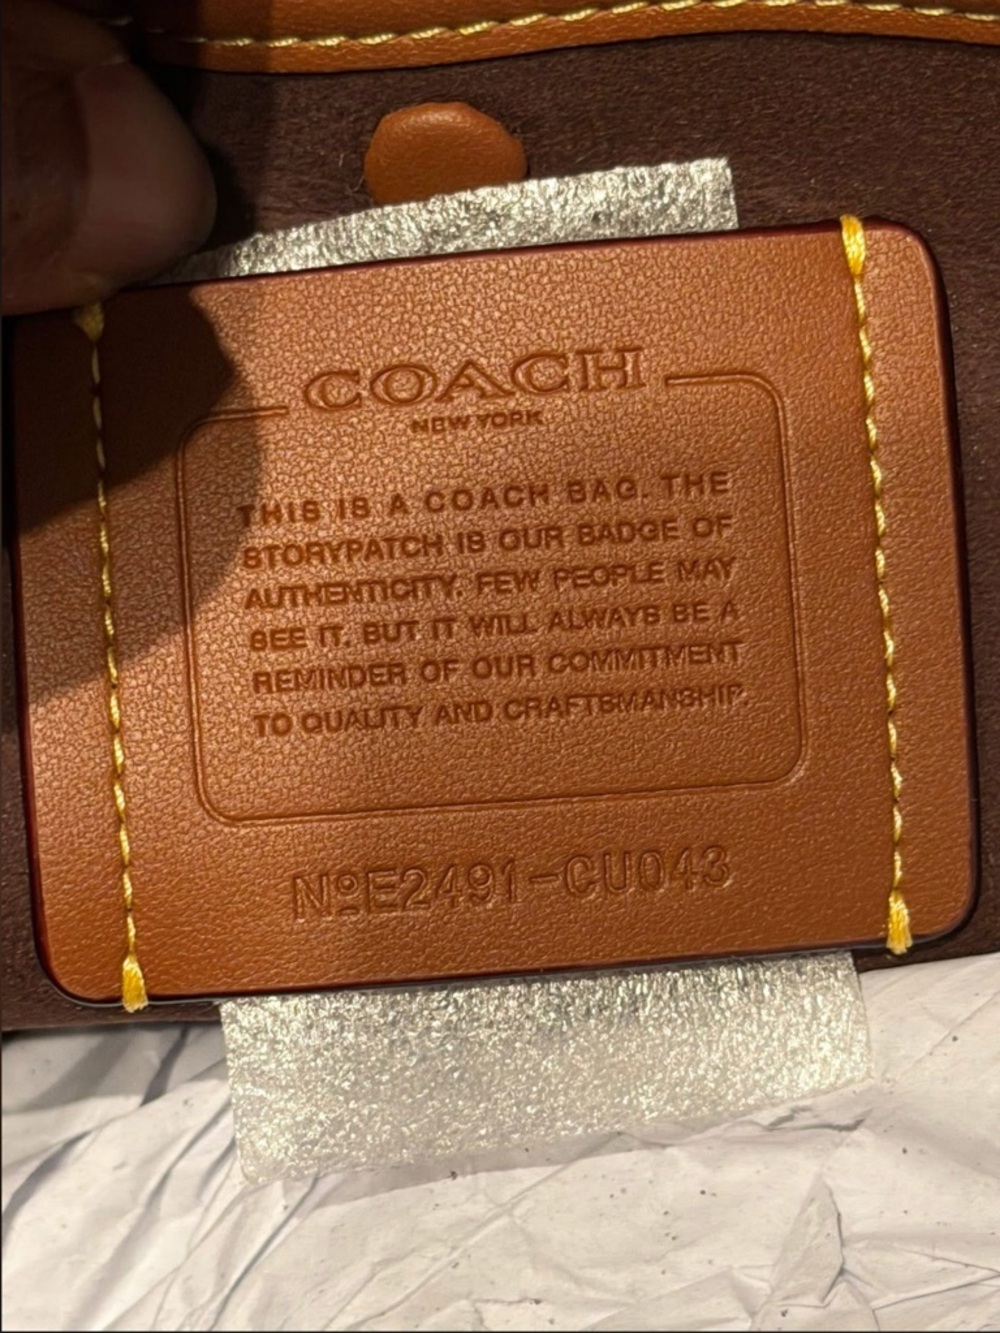 COACH
NEW YORK
THIS IS A COACH BAG. THE
STORYPATCH IS OUR BADGE OF
AUTHENTICITY. FEW PEOPLE MAY
SEE IT, BUT IT WILL ALWAYS BE A
REMINDER OF OUR COMMITMENT
TO QUALITY AND CRAFTSMANSHIP.
NºE2491-CU043